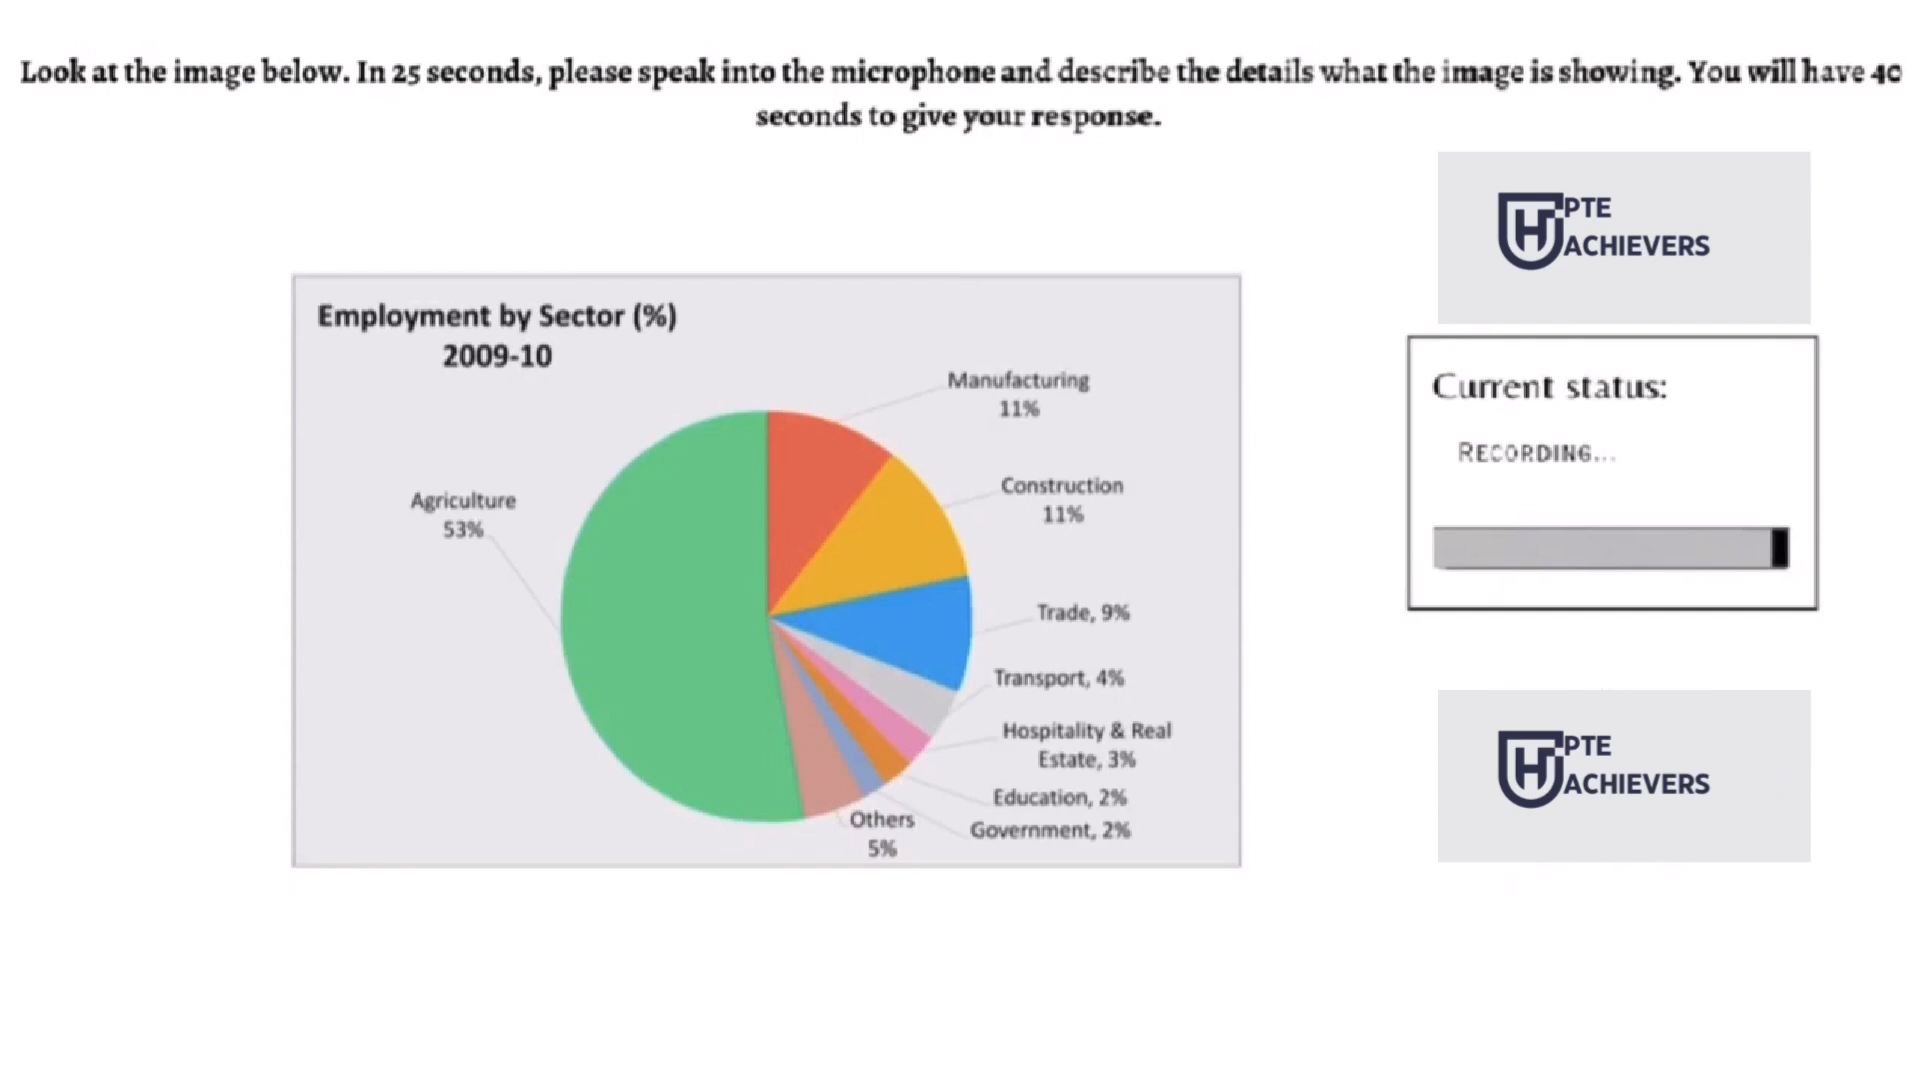 Look at the image below. In 25 seconds, please speak into the microphone and describe the details what the image is showing. You will have 40
seconds to give your response.
PTE
ACHIEVERS
Employment by Sector (%)
2009-10
Manufacturing
11%
Construction
11%
Agriculture
53%
Trade, 9%
Transport, 4%
Hospitality & Real
Estate, 3%
Education, 2%
Government, 2%
Others
5%
Current status:
RECORDING...
PTE
ACHIEVERS